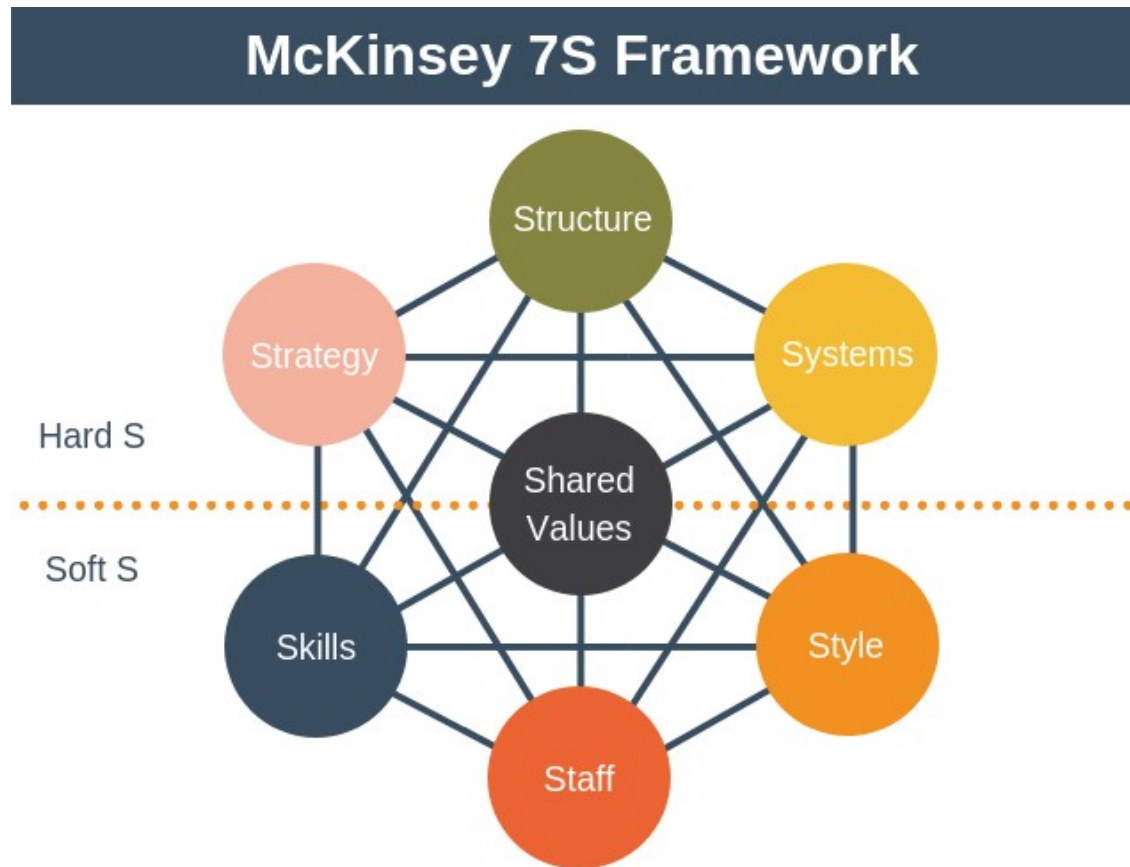 McKinsey 7S Framework
Structure
Strategy
Systems
Hard S
Shared
Values
Soft S
Skills
Style
Staff